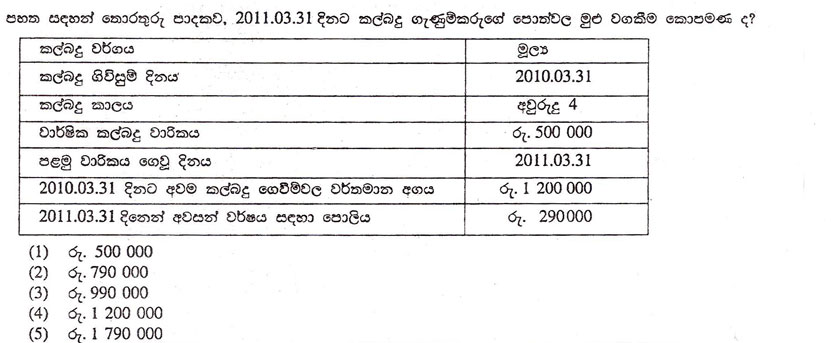 පහත සඳහන් තොරතුරු පාදකව, 2011.03.31 දිනට කල්බදු ගැණුම්කරුගේ පොත්වල මුළු වගකීම කොපමණ ද?
කල්බදු වර්ගය මූල්‍ය
කල්බදු ගිවිසුම් දිනය 2010.03.31
කල්බදු කාලය අවුරුදු 4
වාර්ෂික කල්බදු වාරිකය රු. 500 000
පළමු වාරිකය ගෙවූ දිනය 2011.03.31
2010.03.31 දිනට අවම කල්බදු ගෙවීම්වල වර්තමාන අගය රු. 1 200 000
2011.03.31 දිනෙන් අවසන් වර්ෂය සඳහා පොලිය රු. 290000
(1) රු. 500 000
(2) රු. 790 000
(3) රු. 990 000
(4) රු. 1 200 000
(5) රු. 1 790 000